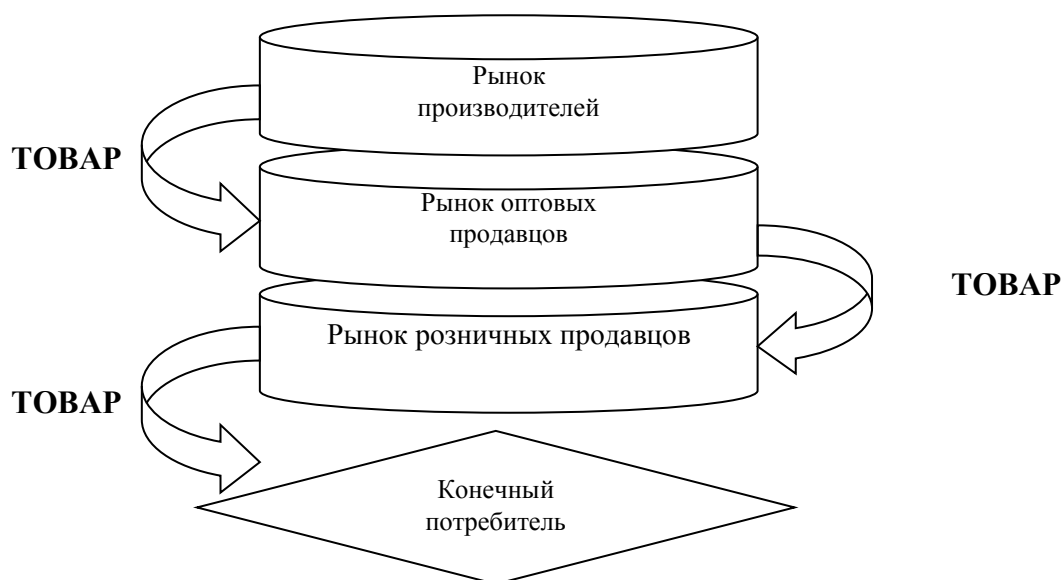 Рынок
производителей
ТОВАР
Рынок оптовых
продавцов
ТОВАР
Рынок розничных продавцов
ТОВАР
Конечный
потребитель